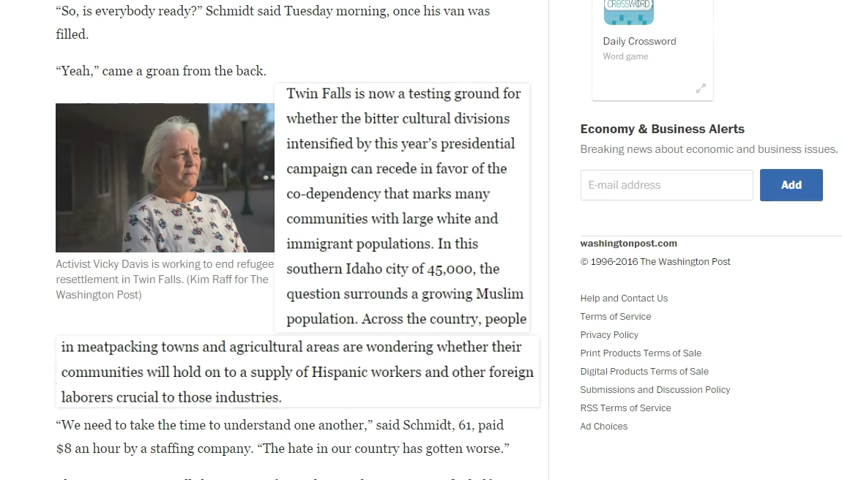 “So, is everybody ready?” Schmidt said Tuesday morning, once his van was
filled.
“Yeah,” came a groan from the back.
Twin Falls is now a testing ground for
whether the bitter cultural divisions
intensified by this year’s presidential
campaign can recede in favor of the
co-dependency that marks many
communities with large white and
immigrant populations. In this
southern Idaho city of 45,000, the
question surrounds a growing Muslim
population. Across the country, people
in meatpacking towns and agricultural areas are wondering whether their
communities will hold on to a supply of Hispanic workers and other foreign
laborers crucial to those industries.
Activist Vicky Davis is working to end refugee
resettlement in Twin Falls. (Kim Raff for The
Washington Post)
“We need to take the time to understand one another,” said Schmidt, 61, paid
$8 an hour by a staffing company. “The hate in our country has gotten worse.”
CROSSWORD
Daily Crossword
Word game
Economy & Business Alerts
Breaking news about economic and business issues.
E-mail address
Add
washingtonpost.com
© 1996-2016 The Washington Post
Help and Contact Us
Terms of Service
Privacy Policy
Print Products Terms of Sale
Digital Products Terms of Sale
Submissions and Discussion Policy
RSS Terms of Service
Ad Choices